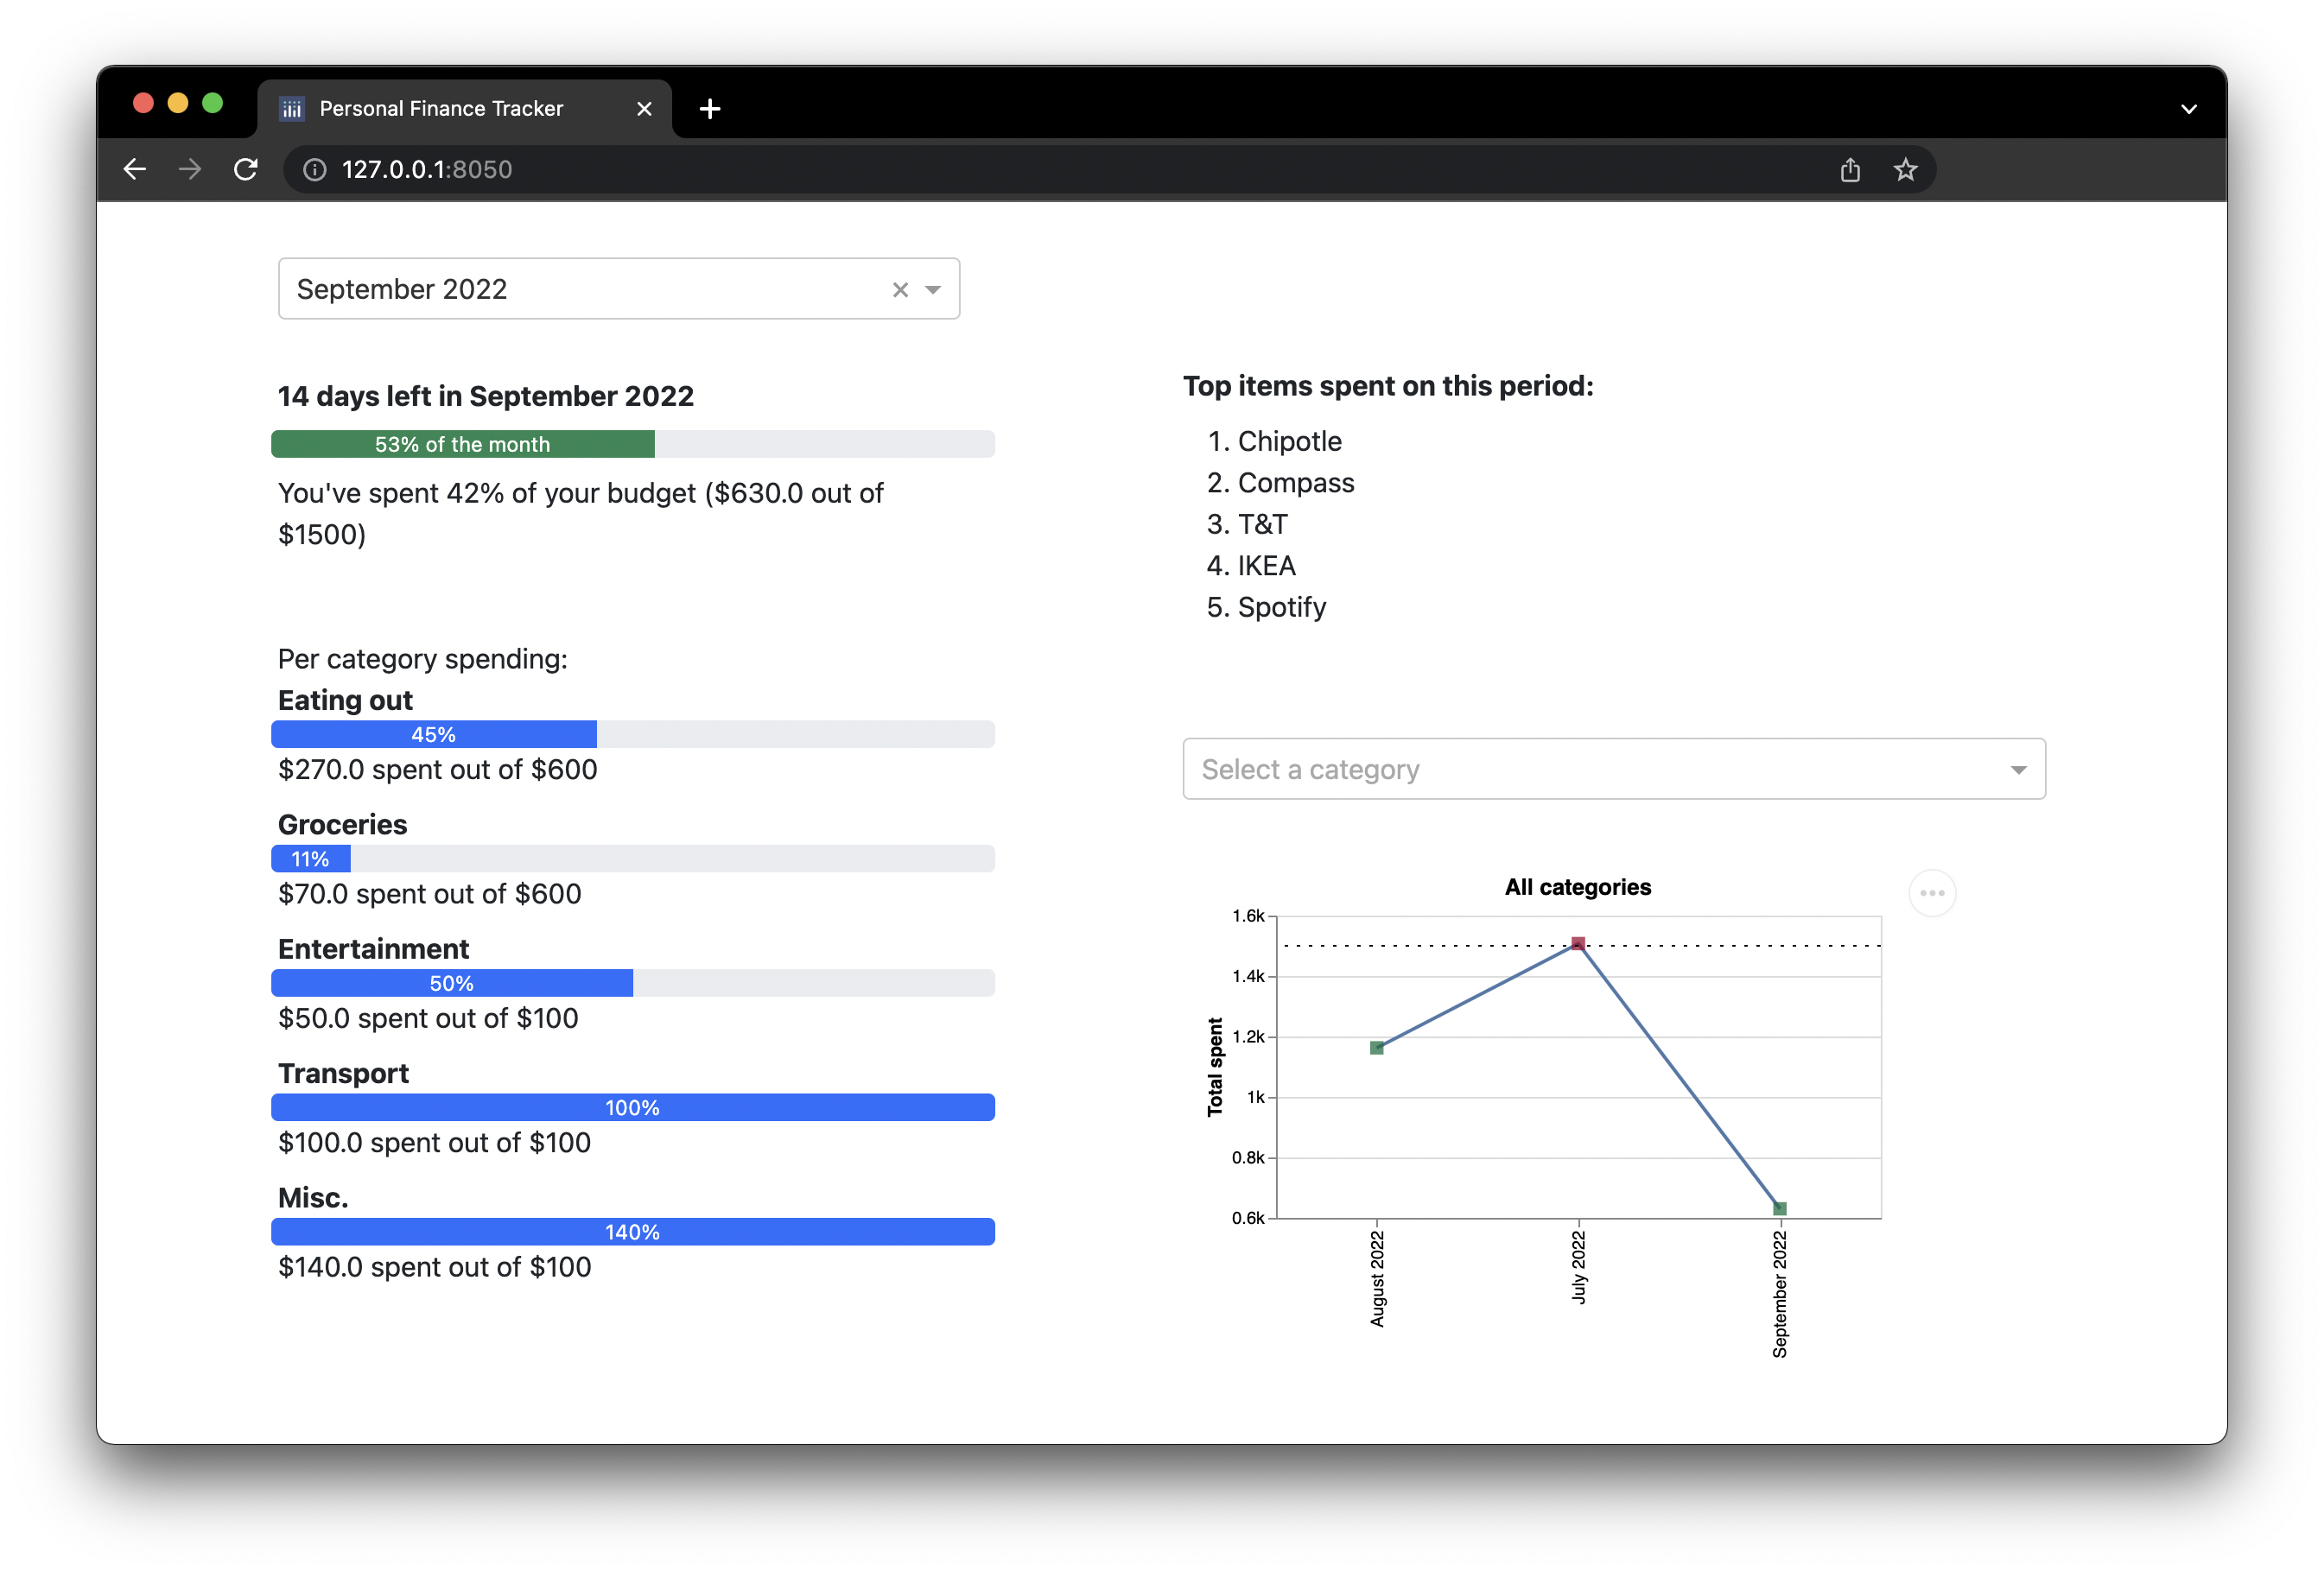 Personal Finance Tracker
127.0.0.1:8050
September 2022
14 days left in September 2022
53% of the month
You've spent 42% of your budget ($630.0 out of
$1500)
Per category spending:
Eating out
45%
$270.0 spent out of $600
Groceries
11%
$70.0 spent out of $600
Entertainment
50%
$50.0 spent out of $100
Transport
100%
$100.0 spent out of $100
Misc.
140%
$140.0 spent out of $100
Top items spent on this period:
1. Chipotle
2. Compass
3. T&T
4. IKEA
5. Spotify
Select a category
All categories
1.6k
1.4k
1.2k
1k
0.8k
0.6k
Total spent
August 2022
July 2022
September 2022